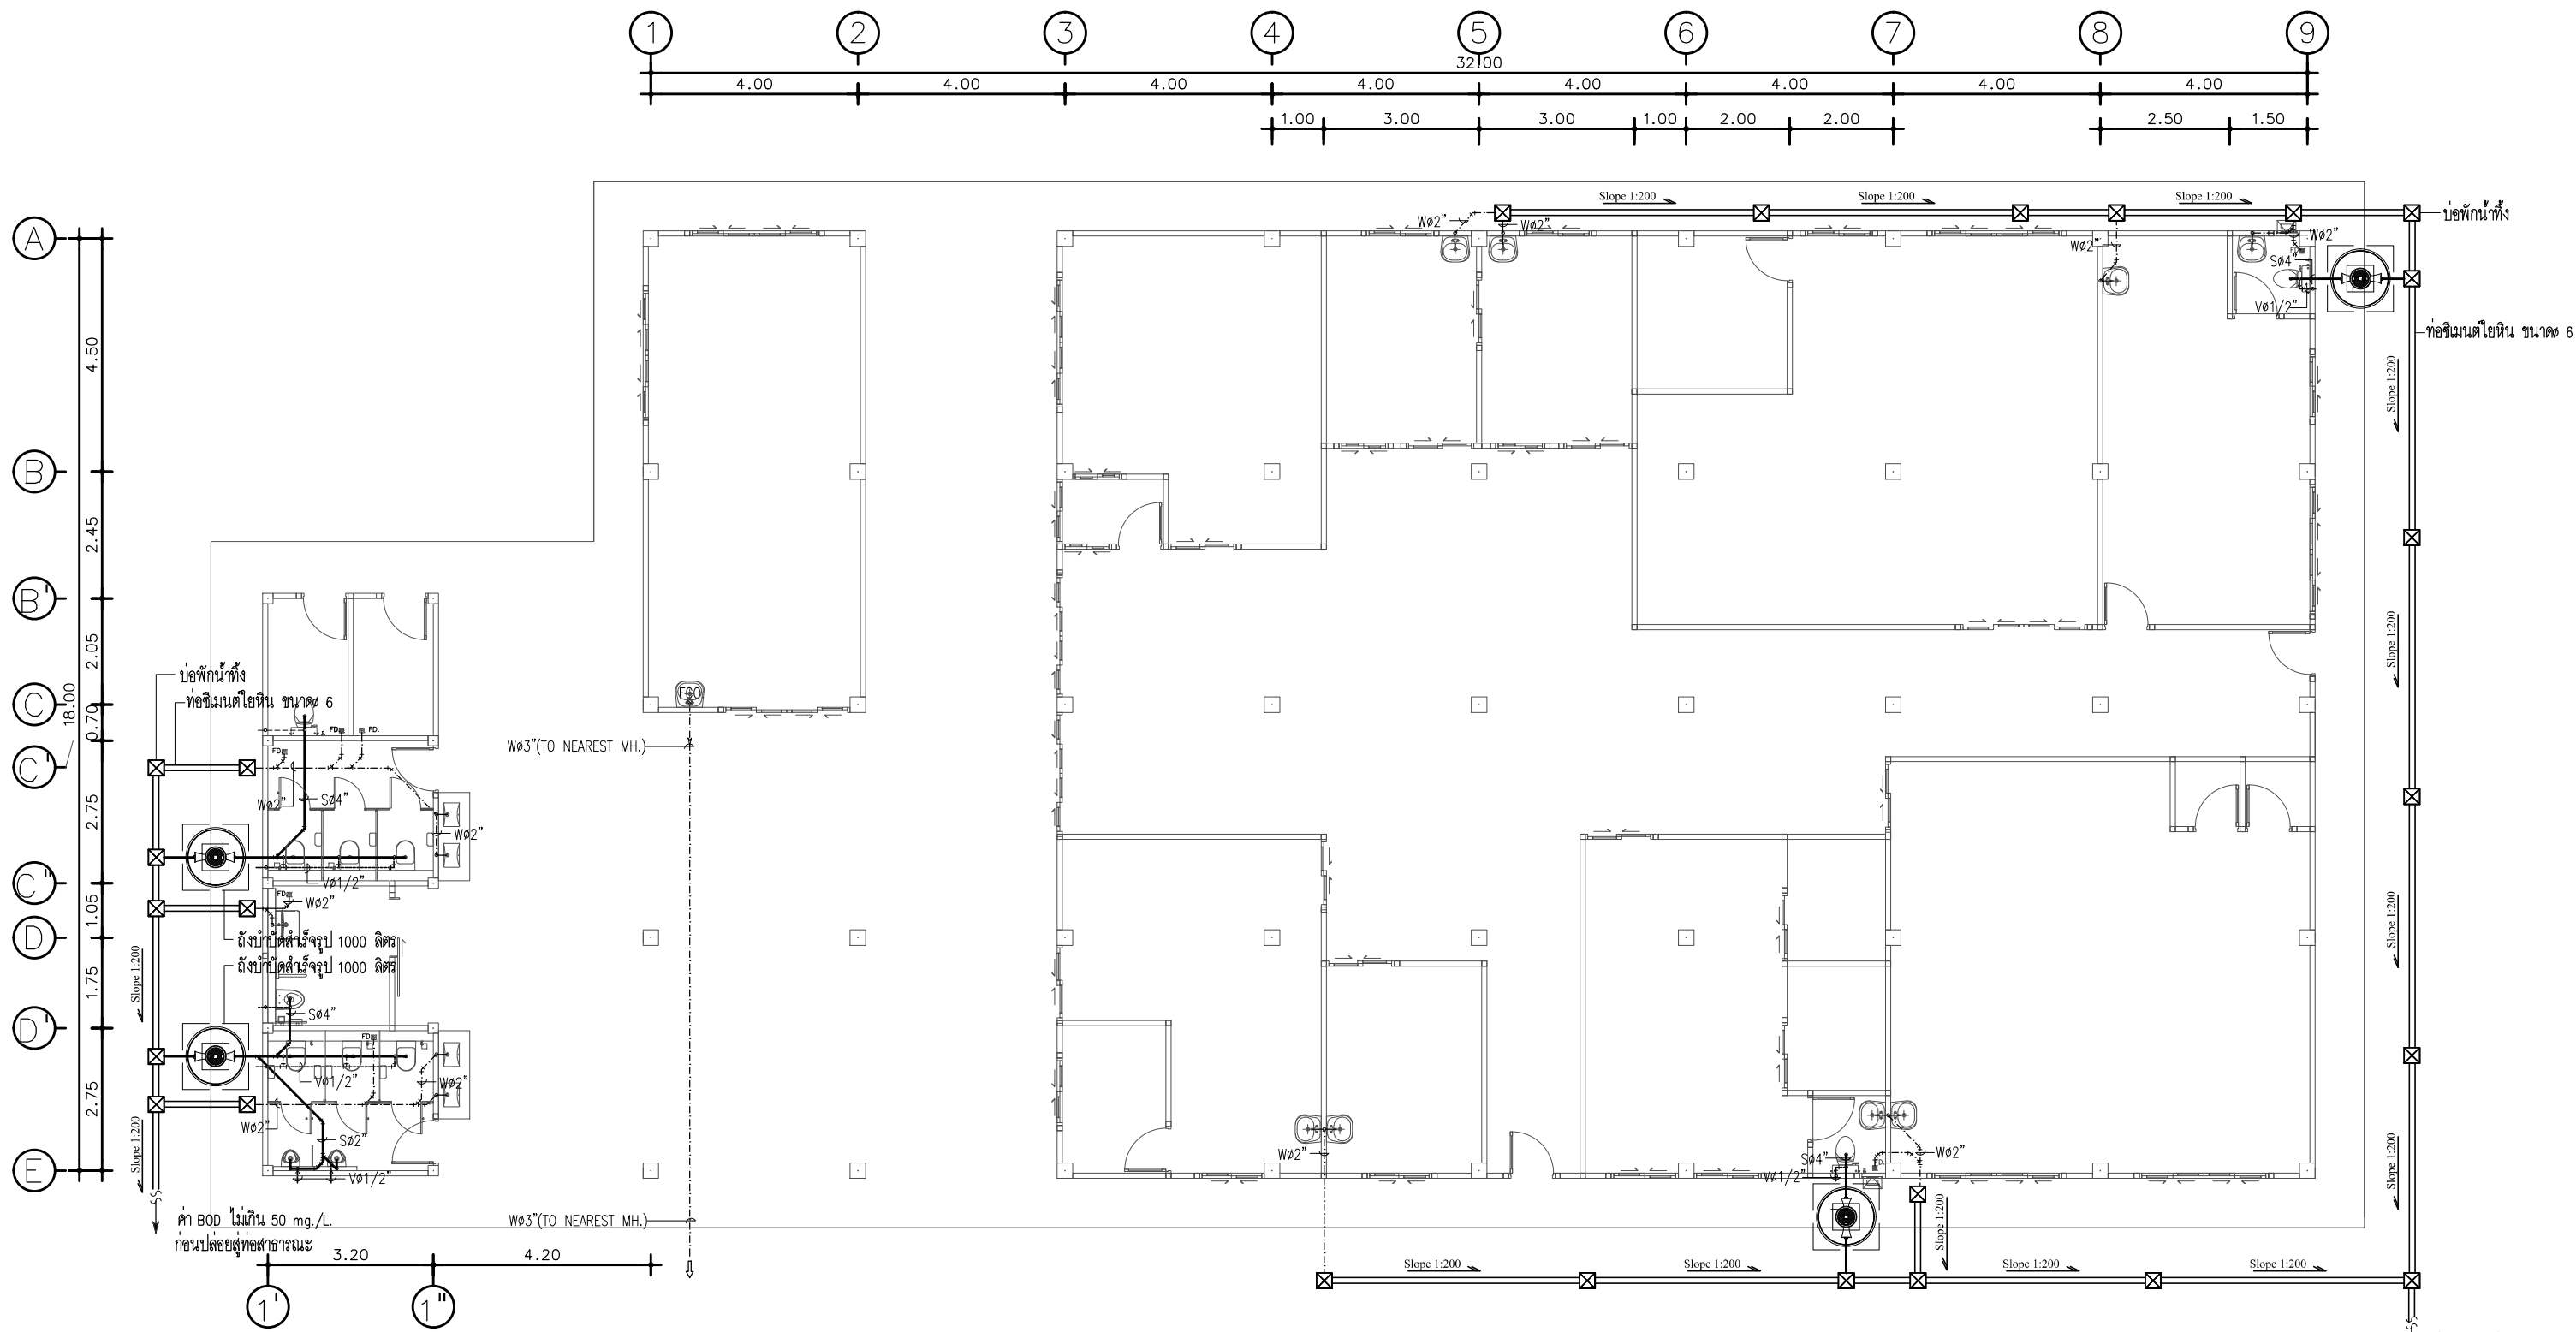 1 2 3 4 5 6 7 8 9
32.00
4.00 4.00 4.00 4.00 4.00 4.00 4.00 4.00
1.00 3.00 3.00 1.00 2.00 2.00 2.50 1.50
Slope 1:200 Slope 1:200 Slope 1:200
A
Wø2" Wø2" Wø2" Wø2"
บ่อพักน้ำทิ้ง
FD
Sø4"
Vø1/2"
ท่อซีเมนต์ใยหิน ขนาดø 6
4.50
Slope 1:200
B
2.45
B'
2.05
Slope 1:200
บ่อพักน้ำทิ้ง
ท่อซีเมนต์ใยหิน ขนาดø 6
FCO
C
18.00
0.70
FD. FD. FD.
Wø3"(TO NEAREST MH.)
C'
Wø2" Sø4"
Wø2"
2.75
Vø1/2"
C"
FD.
Wø2"
1.05
D
ถังบำบัดสำเร็จรูป 1000 ลิตร
ถังบำบัดสำเร็จรูป 1000 ลิตร
Slope 1:200
Slope 1:200
1.75
Sø4"
D'
FD.
Vø1/2"
Wø2"
2.75
Wø2"
Sø2"
Slope 1:200
Wø2"
Sø4"
Wø2"
FD.
Vø1/2"
Slope 1:200
E
Vø1/2"
ค่า BOD ไม่เกิน 50 mg./L.
ก่อนปล่อยสู่ท่อสาธารณะ
Wø3"(TO NEAREST MH.)
Slope 1:200
3.20 4.20
Slope 1:200 Slope 1:200 Slope 1:200 Slope 1:200
1' 1"